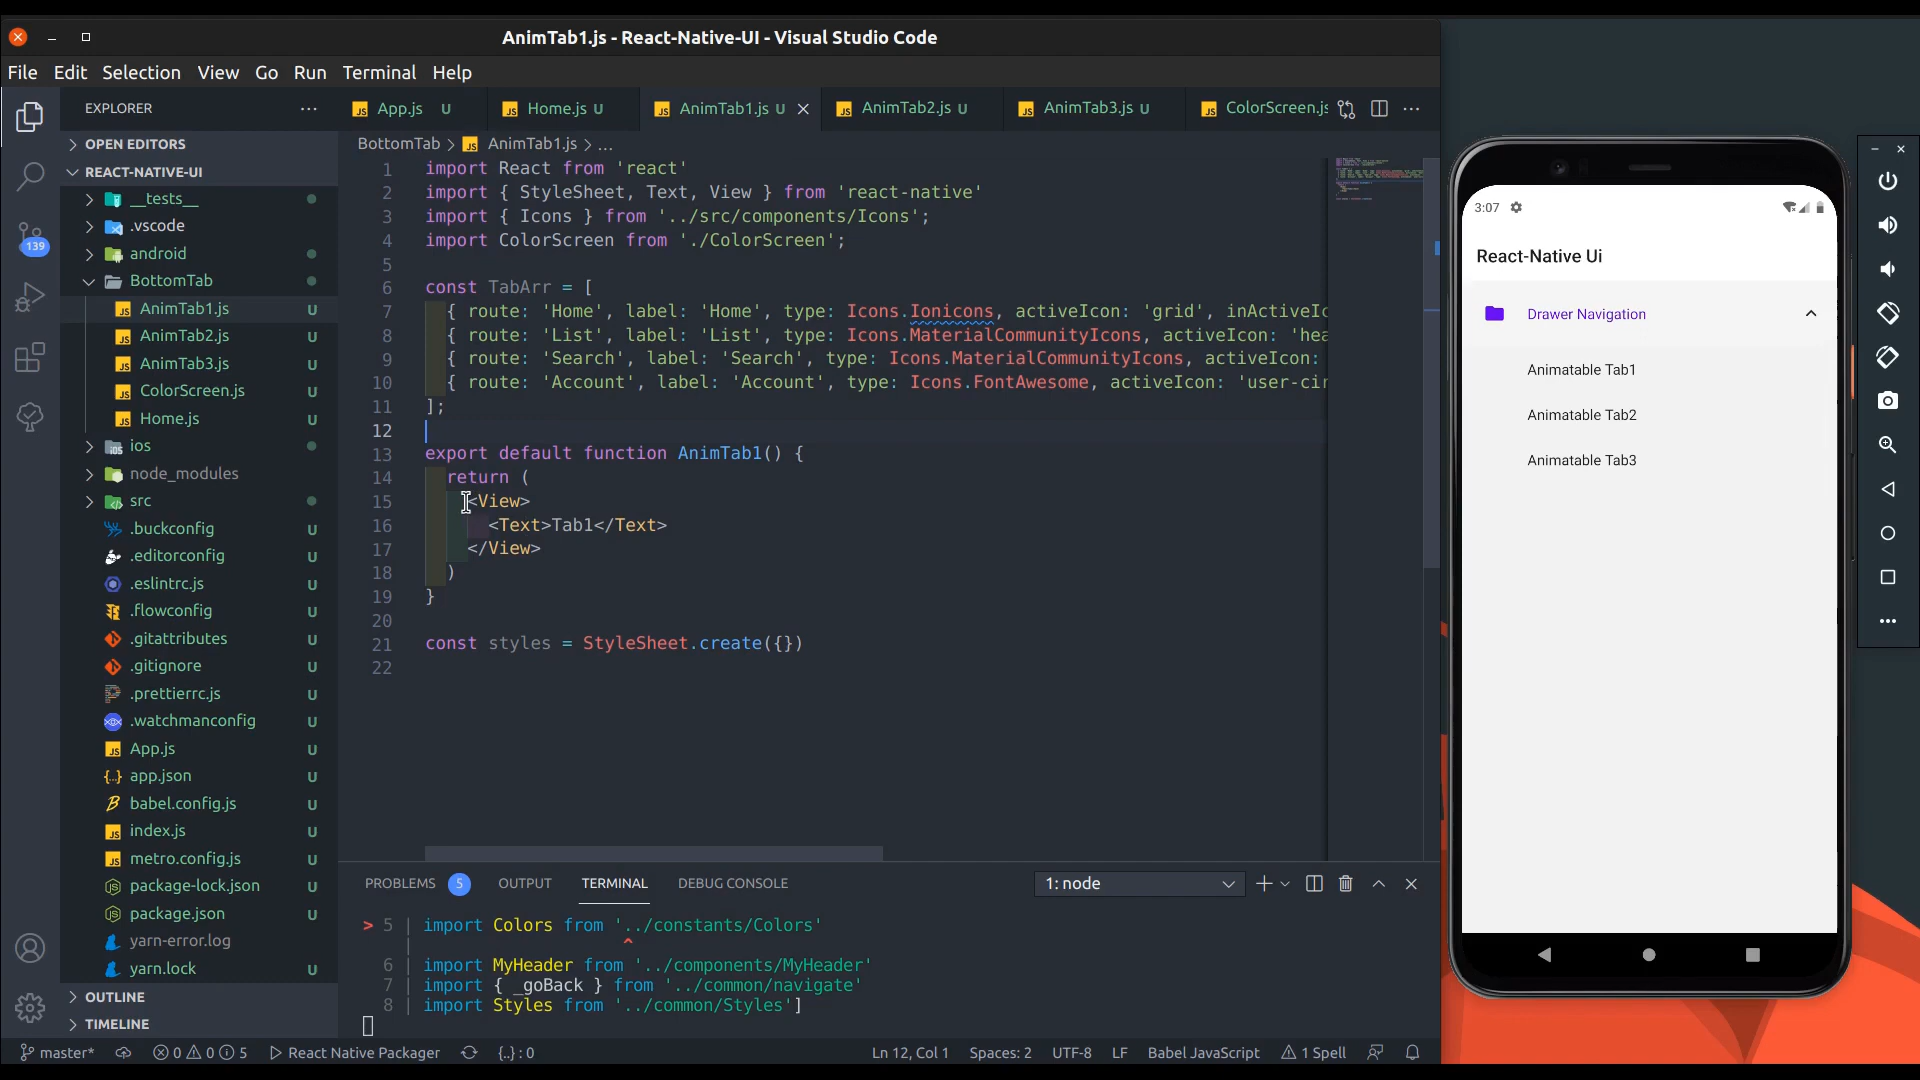 AnimTab1.js - React-Native-UI - Visual Studio Code
File Edit Selection View Go Run Terminal Help
EXPLORER
OPEN EDITORS
REACT-NATIVE-UI
__tests__
.vscode
android
BottomTab
AnimTab1.js U
AnimTab2.js U
AnimTab3.js U
ColorScreen.js U
Home.js U
ios
node_modules
src
.buckconfig U
.editorconfig U
.eslintrc.js U
.flowconfig U
.gitattributes U
.gitignore U
.prettierrc.js U
.watchmanconfig U
App.js U
app.json U
babel.config.js U
index.js U
metro.config.js U
package-lock.json U
package.json U
yarn-error.log
yarn.lock U
OUTLINE
TIMELINE
139
App.js U Home.js U AnimTab1.js U AnimTab2.js U AnimTab3.js U ColorScreen.js
BottomTab > AnimTab1.js > ...
1 import React from 'react'
2 import { StyleSheet, Text, View } from 'react-native'
3 import { Icons } from '../src/components/Icons';
4 import ColorScreen from './ColorScreen';
5
6 const TabArr = [
7 { route: 'Home', label: 'Home', type: Icons.Ionicons, activeIcon: 'grid', inActiveIc
8 { route: 'List', label: 'List', type: Icons.MaterialCommunityIcons, activeIcon: 'hea
9 { route: 'Search', label: 'Search', type: Icons.MaterialCommunityIcons, activeIcon:
10 { route: 'Account', label: 'Account', type: Icons.FontAwesome, activeIcon: 'user-cir
11 ];
12
13 export default function AnimTab1() {
14 return (
15 <View>
16 <Text>Tab1</Text>
17 </View>
18 )
19 }
20
21 const styles = StyleSheet.create({})
22
PROBLEMS 5 OUTPUT TERMINAL DEBUG CONSOLE 1: node
> 5 | import Colors from '../constants/Colors'
| ^
6 | import MyHeader from '../components/MyHeader'
7 | import { _goBack } from '../common/navigate'
8 | import Styles from '../common/Styles']
master* 0 0 5 React Native Packager {..} : 0 Ln 12, Col 1 Spaces: 2 UTF-8 LF Babel JavaScript 1 Spell
3:07
React-Native Ui
Drawer Navigation
Animatable Tab1
Animatable Tab2
Animatable Tab3